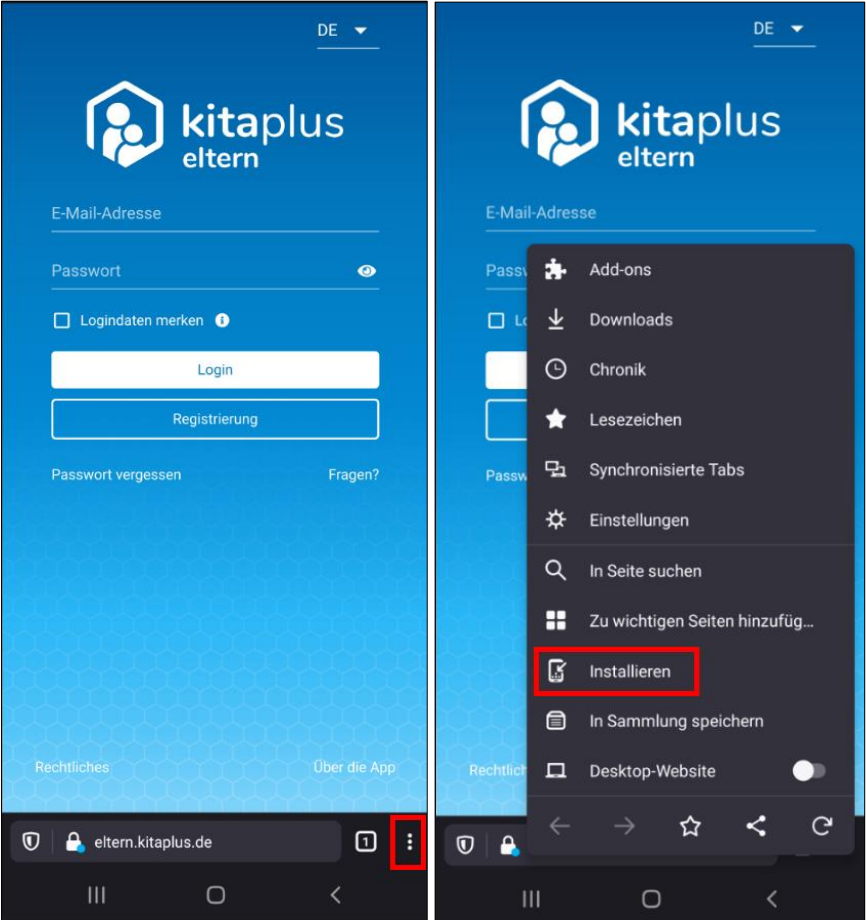 DE
kitaplus
eltern
E-Mail-Adresse
Passwort
Logindaten merken
Login
Registrierung
Passwort vergessen
Fragen?
Rechtliches
Über die App
eltern.kitaplus.de
1
DE
kitaplus
eltern
E-Mail-Adresse
Add-ons
Downloads
Chronik
Lesezeichen
Synchronisierte Tabs
Einstellungen
In Seite suchen
Zu wichtigen Seiten hinzufüg...
Installieren
In Sammlung speichern
Desktop-Website